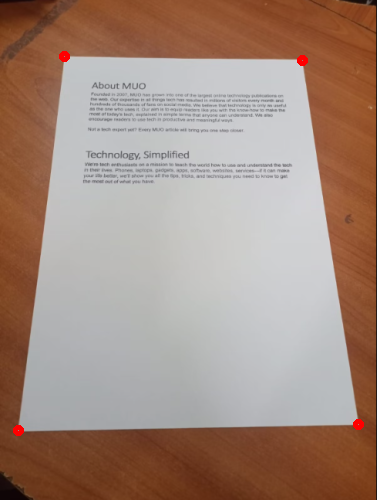 About MUO
Founded in 2007, MUO has grown into one of the largest online technology publications on
the web. Our expertise in all things tech has resulted in millions of visitors every month and
hundreds of thousands of fans on social media. We believe that technology is only as useful
as the one who uses it. Our aim is to equip readers like you with the know-how to make the
most of today's tech, explained in simple terms that anyone can understand. We also
encourage readers to use tech in productive and meaningful ways.
Not a tech expert yet? Every MUO article will bring you one step closer.
Technology, Simplified
We're tech enthusiasts on a mission to teach the world how to use and understand the tech
in their lives. Phones, laptops, gadgets, apps, software, websites, services—if it can make
your life better, we'll show you all the tips, tricks, and techniques you need to know to get
the most out of what you have.